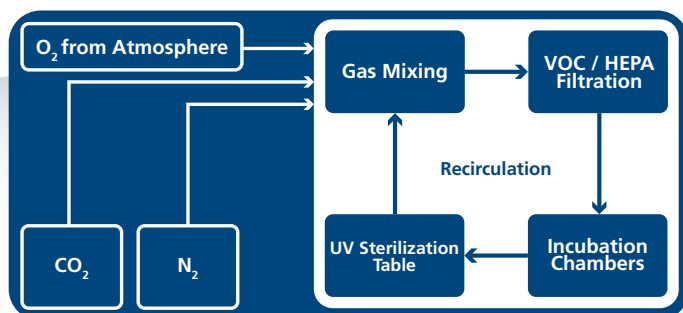 O₂ from Atmosphere
Gas Mixing
VOC / HEPA
Filtration
Recirculation
CO₂
N₂
UV Sterilization
Table
Incubation
Chambers